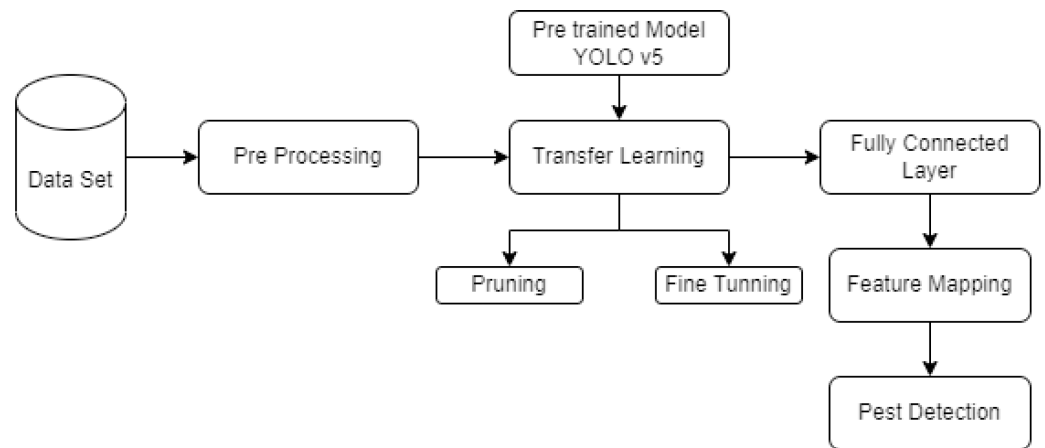 Pre trained Model
YOLO v5
Data Set
Pre Processing
Transfer Learning
Fully Connected
Layer
Pruning
Fine Tunning
Feature Mapping
Pest Detection